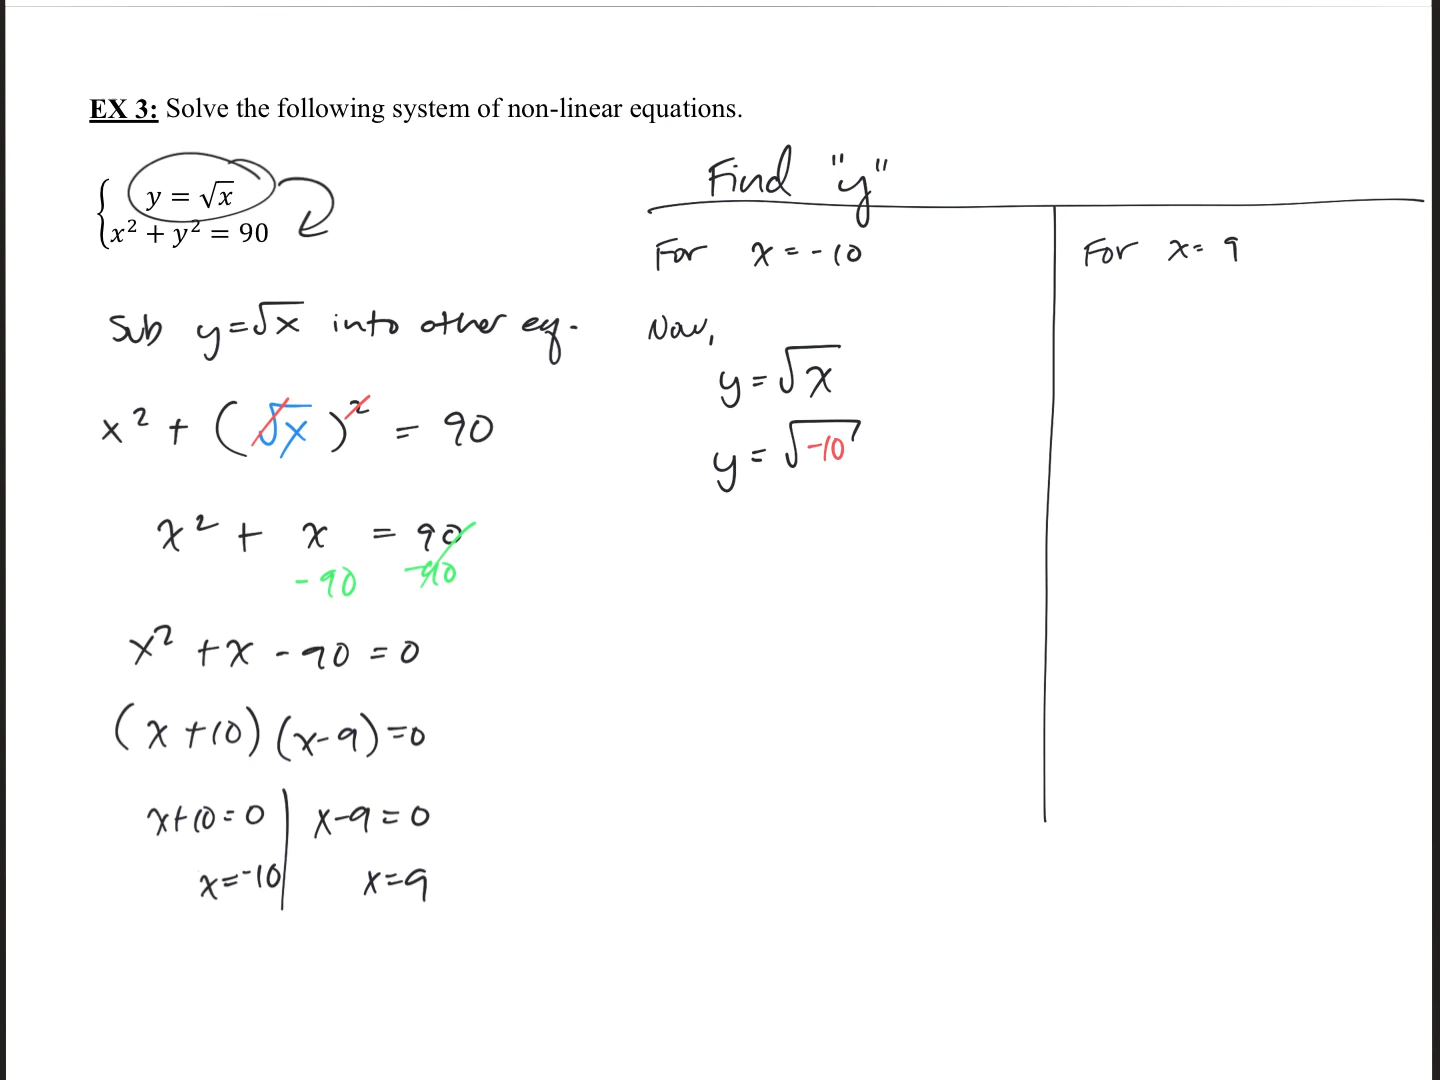 EX 3: Solve the following system of non-linear equations.
y = √x
x² + y² = 90
Sub y=√x into other eq.
x² + (√x)² = 90
x² + x = 90
-90 -90
x² + x - 90 = 0
(x+10)(x-9)=0
x+10=0 | x-9=0
x=-10 | x=9
Find "y"
For x = -10
Now,
y = √x
y = √-10
For x = 9